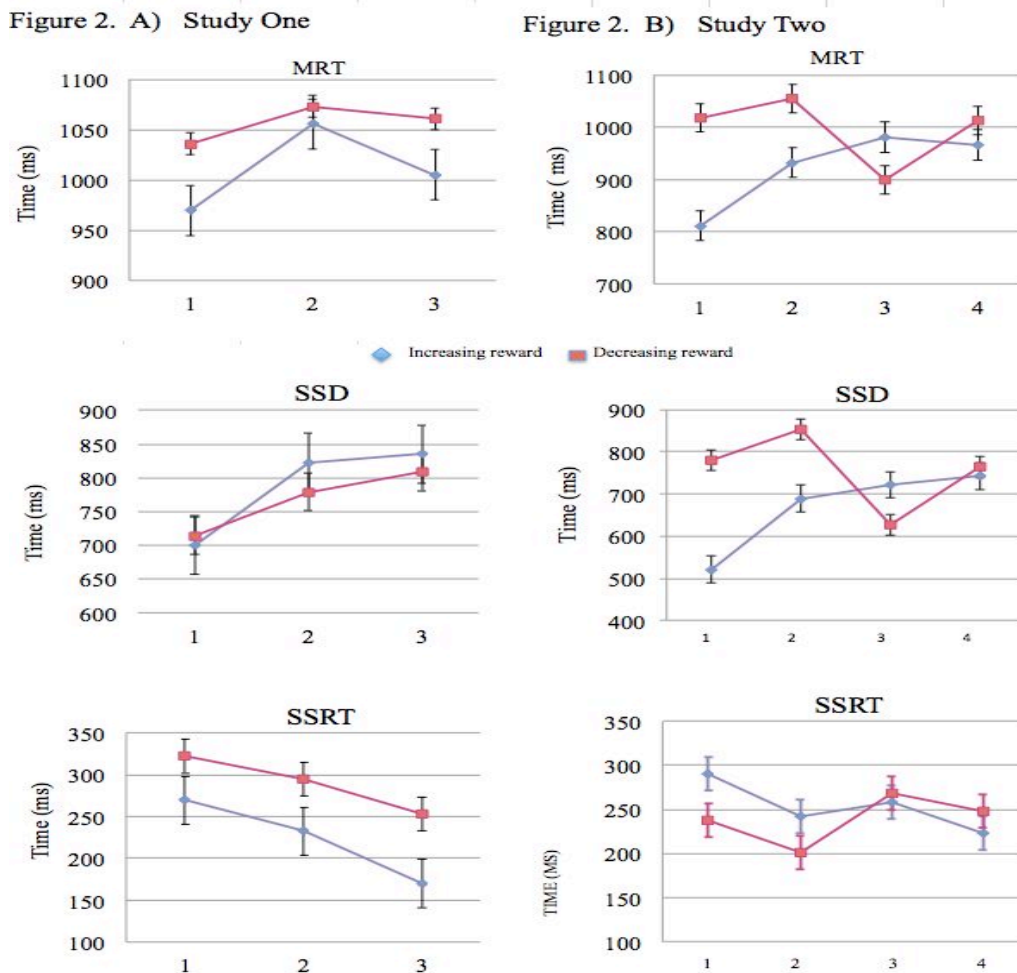 Figure 2. A) Study One
MRT
1100
1050
1000
950
900
Time (ms)
1 2 3
Figure 2. B) Study Two
MRT
1100
1000
900
800
700
Time ( ms)
1 2 3 4
Increasing reward Decreasing reward
SSD
900
850
800
750
700
650
600
Time (ms)
1 2 3
SSD
900
800
700
600
500
400
Time (ms)
1 2 3 4
SSRT
350
300
250
200
150
100
Time (ms)
1 2 3
SSRT
350
300
250
200
150
100
TIME (MS)
1 2 3 4